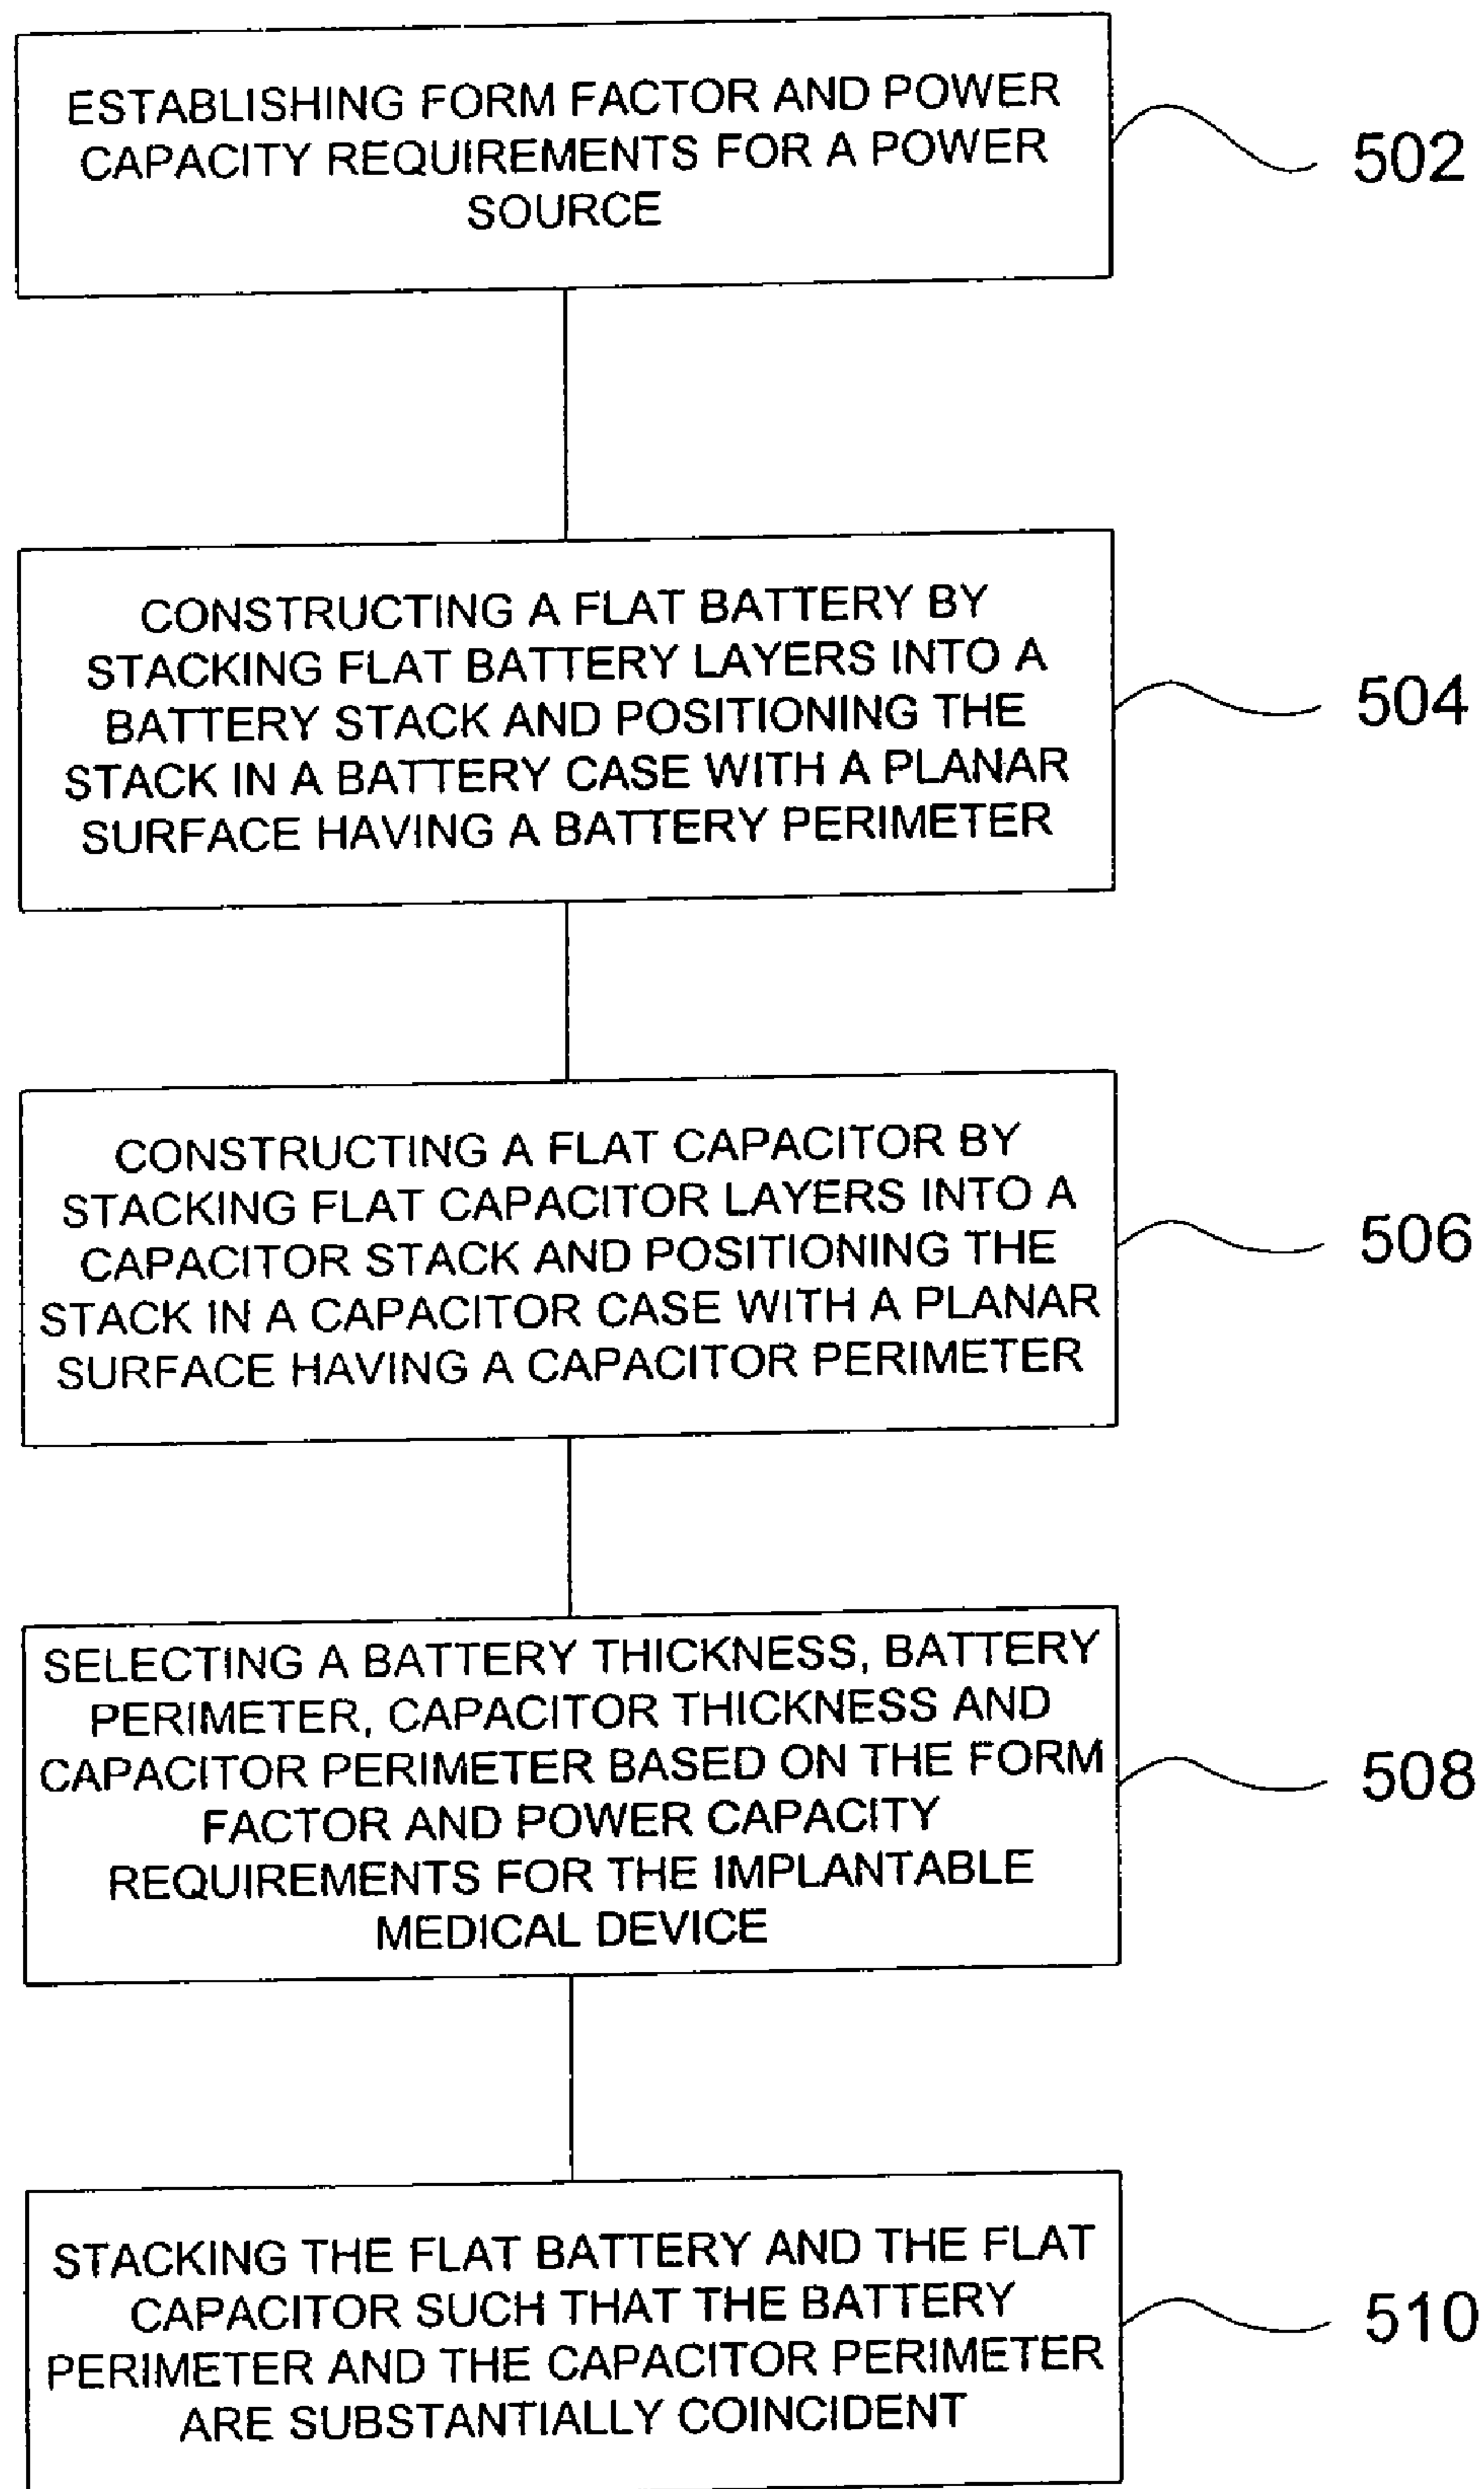 ESTABLISHING FORM FACTOR AND POWER
CAPACITY REQUIREMENTS FOR A POWER
SOURCE
502
CONSTRUCTING A FLAT BATTERY BY
STACKING FLAT BATTERY LAYERS INTO A
BATTERY STACK AND POSITIONING THE
STACK IN A BATTERY CASE WITH A PLANAR
SURFACE HAVING A BATTERY PERIMETER
504
CONSTRUCTING A FLAT CAPACITOR BY
STACKING FLAT CAPACITOR LAYERS INTO A
CAPACITOR STACK AND POSITIONING THE
STACK IN A CAPACITOR CASE WITH A PLANAR
SURFACE HAVING A CAPACITOR PERIMETER
506
SELECTING A BATTERY THICKNESS, BATTERY
PERIMETER, CAPACITOR THICKNESS AND
CAPACITOR PERIMETER BASED ON THE FORM
FACTOR AND POWER CAPACITY
REQUIREMENTS FOR THE IMPLANTABLE
MEDICAL DEVICE
508
STACKING THE FLAT BATTERY AND THE FLAT
CAPACITOR SUCH THAT THE BATTERY
PERIMETER AND THE CAPACITOR PERIMETER
ARE SUBSTANTIALLY COINCIDENT
510